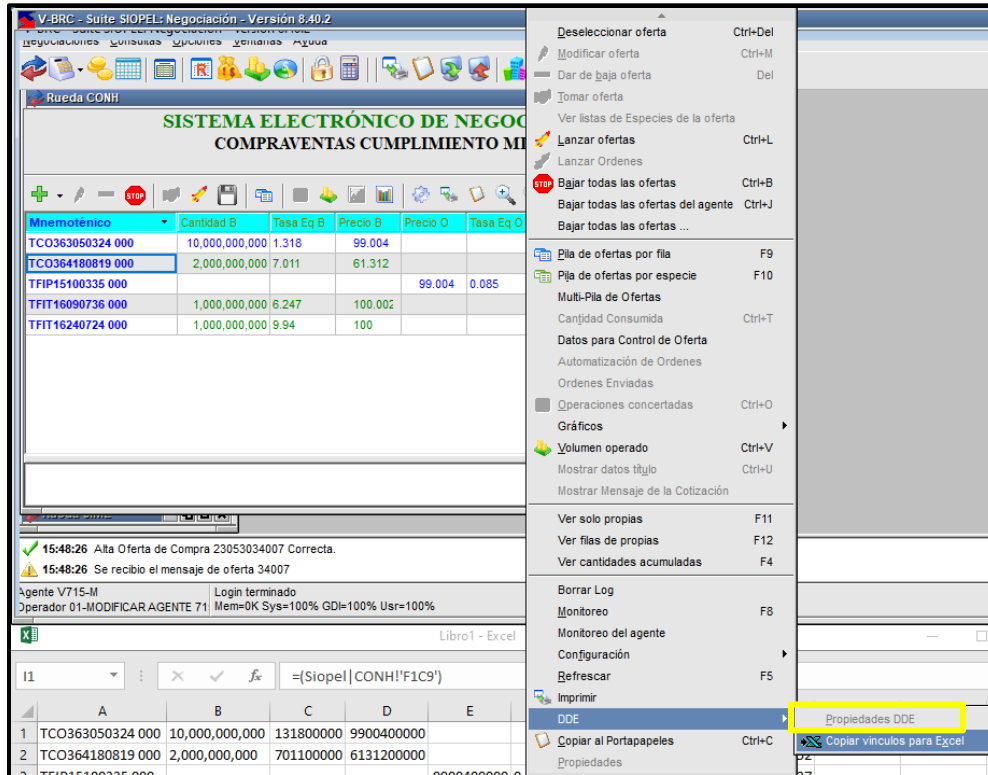 V-BRC - Suite SIOPEL: Negociación - Versión 8.40.2
Negociaciones Consultas Opciones Ventanas Ayuda
Rueda CONH
SISTEMA ELECTRÓNICO DE NEGOC
COMPRAVENTAS CUMPLIMIENTO MI
STOP
Mnemoténico Cantidad B Tasa Eq B Precio B Precio O Tasa Eq O
TCO363050324 000 10,000,000,000 1.318 99.004
TCO364180819 000 2,000,000,000 7.011 61.312
TFIP15100335 000 99.004 0.085
TFIT16090736 000 1,000,000,000 6.247 100.002
TFIT16240724 000 1,000,000,000 9.94 100
15:48:26 Alta Oferta de Compra 23053034007 Correcta.
15:48:26 Se recibio el mensaje de oferta 34007
Agente V715-M Login terminado
Operador 01-MODIFICAR AGENTE 71 Mem=0K Sys=100% GDI=100% Usr=100%
Deseleccionar oferta Ctrl+Del
Modificar oferta Ctrl+M
Dar de baja oferta Del
Tomar oferta
Ver listas de Especies de la oferta
Lanzar ofertas Ctrl+L
Lanzar Ordenes
STOP Bajar todas las ofertas Ctrl+B
Bajar todas las ofertas del agente Ctrl+J
Bajar todas las ofertas ...
Pila de ofertas por fila F9
Pila de ofertas por especie F10
Multi-Pila de Ofertas
Cantidad Consumida Ctrl+T
Datos para Control de Oferta
Automatización de Ordenes
Ordenes Enviadas
Operaciones concertadas Ctrl+O
Gráficos
Volumen operado Ctrl+V
Mostrar datos título Ctrl+U
Mostrar Mensaje de la Cotización
Ver solo propias F11
Ver filas de propias F12
Ver cantidades acumuladas F4
Borrar Log
Monitoreo F8
Monitoreo del agente
Configuración
Refrescar F5
Imprimir
DDE
Copiar al Portapapeles Ctrl+C
Propiedades
Propiedades DDE
Copiar vínculos para Excel
Libro1 - Excel
I1 fx =(Siopel|CONH!'F1C9')
A B C D E
1 TCO363050324 000 10,000,000,000 131800000 9900400000
2 TCO364180819 000 2,000,000,000 701100000 6131200000